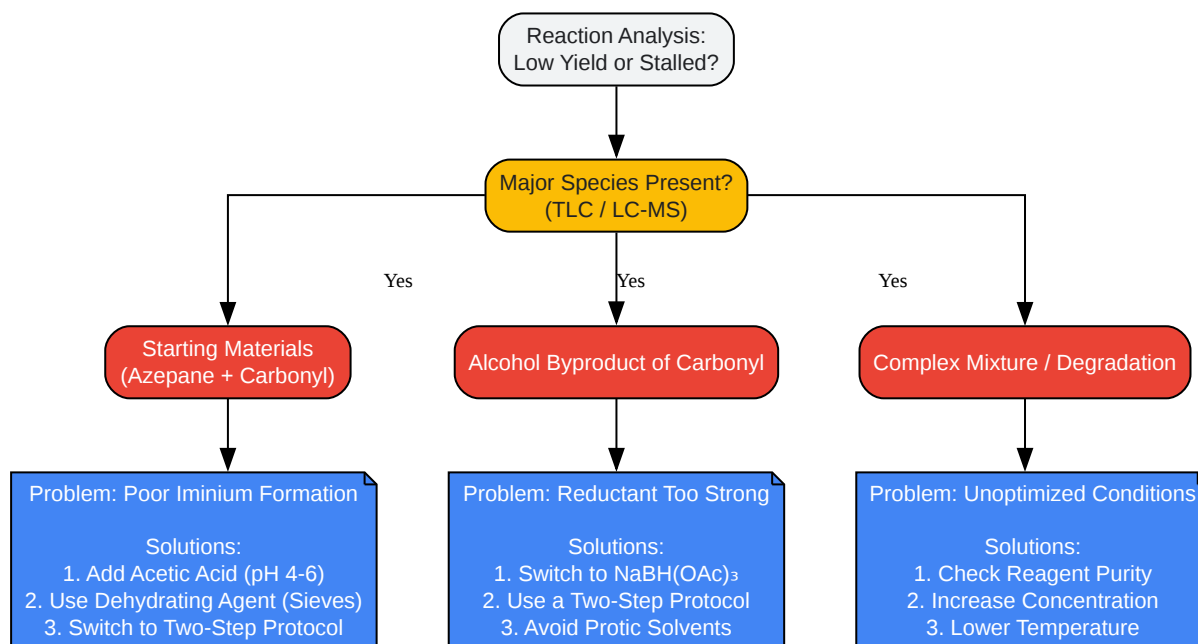 Reaction Analysis:
Low Yield or Stalled?
Major Species Present?
(TLC / LC-MS)
Yes
Yes
Yes
Starting Materials
(Azepane + Carbonyl)
Alcohol Byproduct of Carbonyl
Complex Mixture / Degradation
Problem: Poor Iminium Formation
Solutions:
1. Add Acetic Acid (pH 4-6)
2. Use Dehydrating Agent (Sieves)
3. Switch to Two-Step Protocol
Problem: Reductant Too Strong
Solutions:
1. Switch to NaBH(OAc)₃
2. Use a Two-Step Protocol
3. Avoid Protic Solvents
Problem: Unoptimized Conditions
Solutions:
1. Check Reagent Purity
2. Increase Concentration
3. Lower Temperature